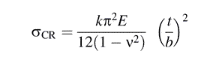 σCR = kπ²E / 12(1 − ν²) (t/b)²